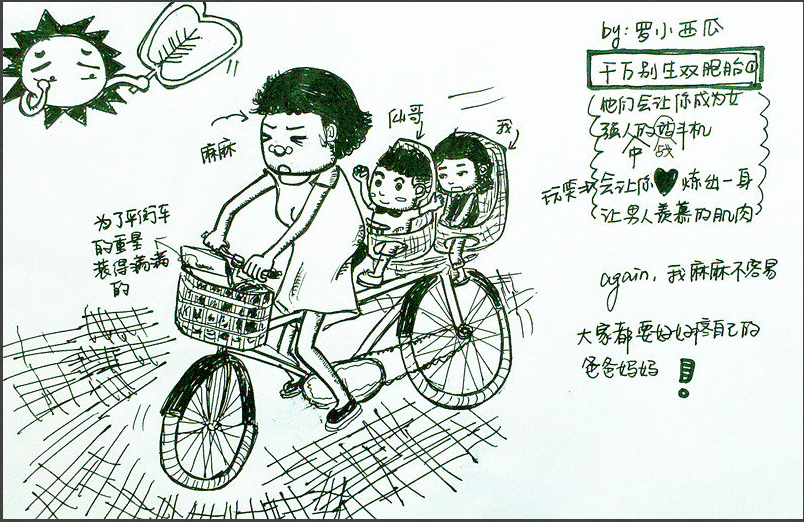 by: 罗小西瓜
千万别生双胞胎①
他们会让你成为女
强人的战斗机
中
战
玩笑
会让你♥炼出一身
让男人羡慕的肌肉
again, 我麻麻不容易
大家都要好好疼自己的
爸爸妈妈！
仙哥
我
麻麻
为了平衡车
的重量
装得满满
的